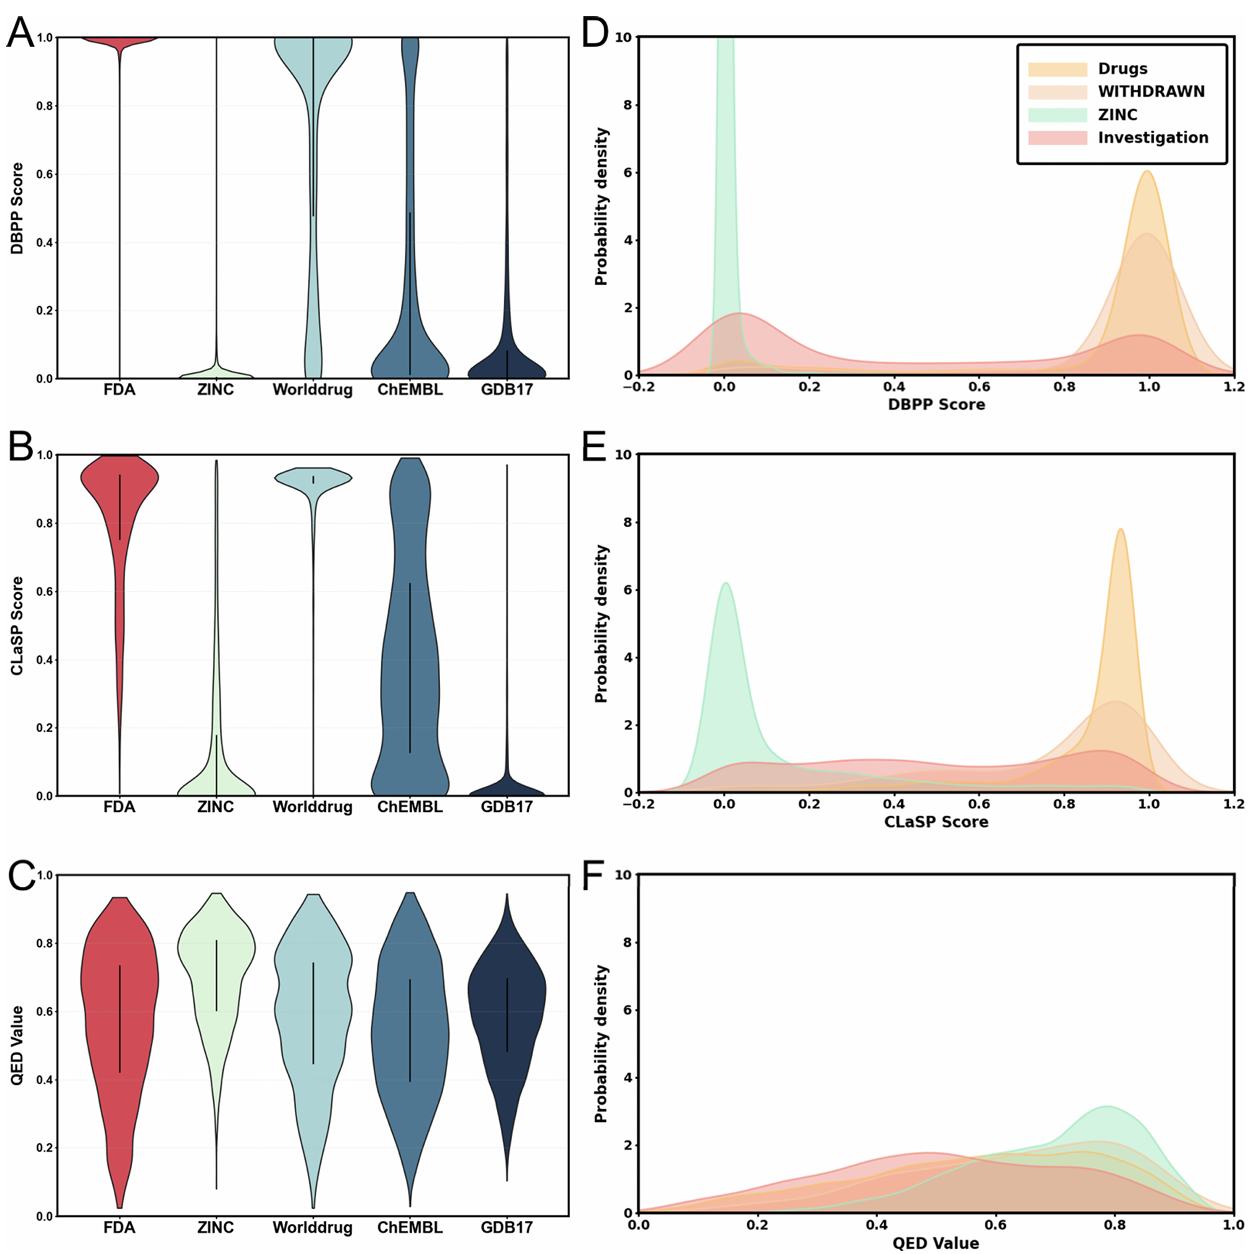 A
1.0
0.8
0.6
0.4
0.2
0.0
DBPP Score
FDA ZINC Worlddrug ChEMBL GDB17
D
10
8
6
4
2
0
Probability density
Drugs
WITHDRAWN
ZINC
Investigation
−0.2 0.0 0.2 0.4 0.6 0.8 1.0 1.2
DBPP Score
B
1.0
0.8
0.6
0.4
0.2
0.0
CLaSP Score
FDA ZINC Worlddrug ChEMBL GDB17
E
10
8
6
4
2
0
Probability density
−0.2 0.0 0.2 0.4 0.6 0.8 1.0 1.2
CLaSP Score
C
1.0
0.8
0.6
0.4
0.2
0.0
QED Value
FDA ZINC Worlddrug ChEMBL GDB17
F
10
8
6
4
2
0
Probability density
0.0 0.2 0.4 0.6 0.8 1.0
QED Value